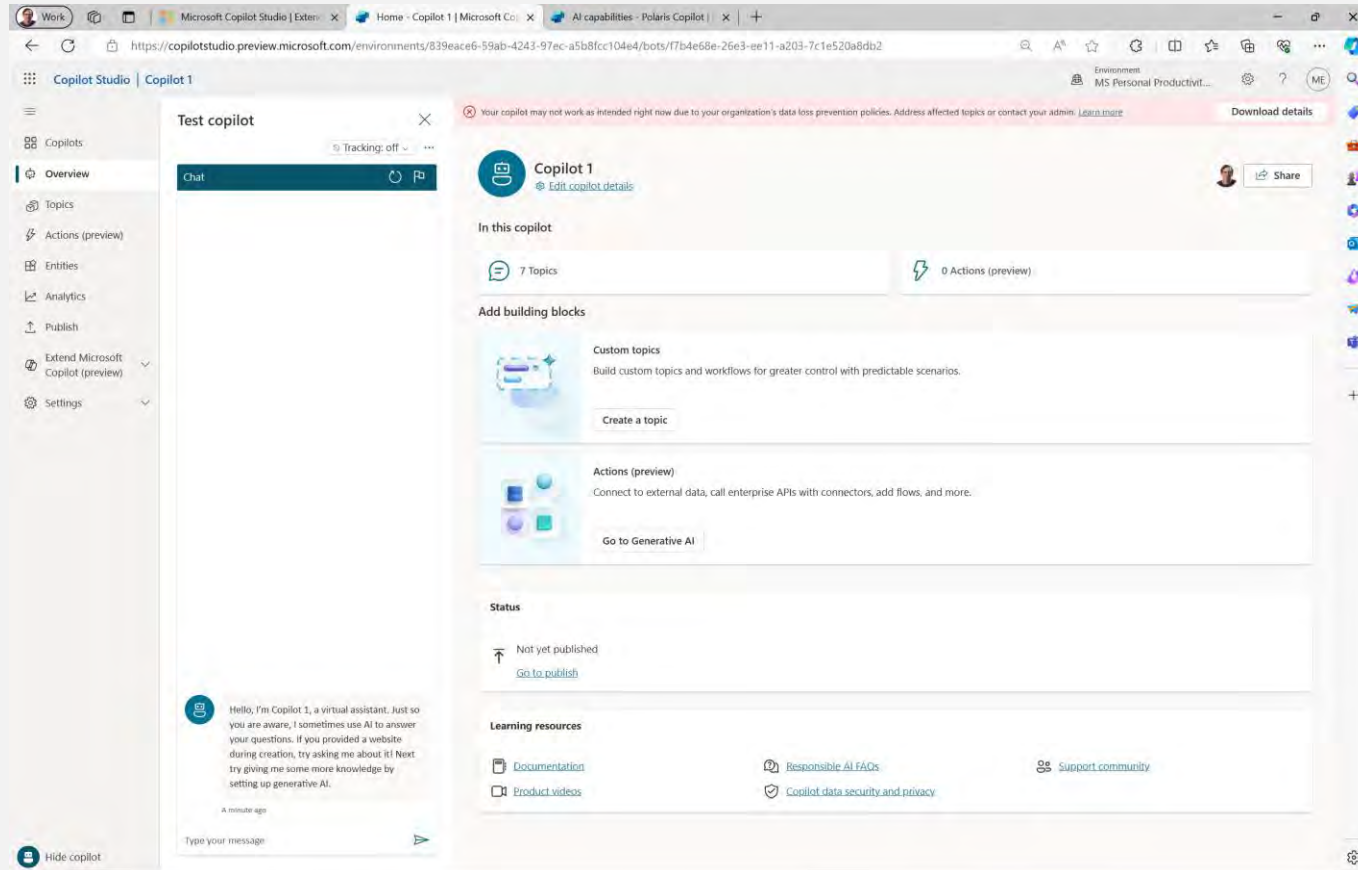 Work
Microsoft Copilot Studio | Exten
Home - Copilot 1 | Microsoft Co
AI capabilities - Polaris Copilot |
https://copilotstudio.preview.microsoft.com/environments/839eace6-59ab-4243-97ec-a5b8fcc104e4/bots/f7b4e68e-26e3-ee11-a203-7c1e520a8db2
Copilot Studio | Copilot 1
Environment
MS Personal Productivit...
ME
Copilots
Overview
Topics
Actions (preview)
Entities
Analytics
Publish
Extend Microsoft
Copilot (preview)
Settings
Hide copilot
Test copilot
Tracking: off
Chat
Hello, I'm Copilot 1, a virtual assistant. Just so
you are aware, I sometimes use AI to answer
your questions. If you provided a website
during creation, try asking me about it! Next
try giving me some more knowledge by
setting up generative AI.
A minute ago
Type your message
Your copilot may not work as intended right now due to your organization's data loss prevention policies. Address affected topics or contact your admin. Learn more
Download details
Copilot 1
Edit copilot details
Share
In this copilot
7 Topics
0 Actions (preview)
Add building blocks
Custom topics
Build custom topics and workflows for greater control with predictable scenarios.
Create a topic
Actions (preview)
Connect to external data, call enterprise APIs with connectors, add flows, and more.
Go to Generative AI
Status
Not yet published
Go to publish
Learning resources
Documentation
Responsible AI FAQs
Support community
Product videos
Copilot data security and privacy